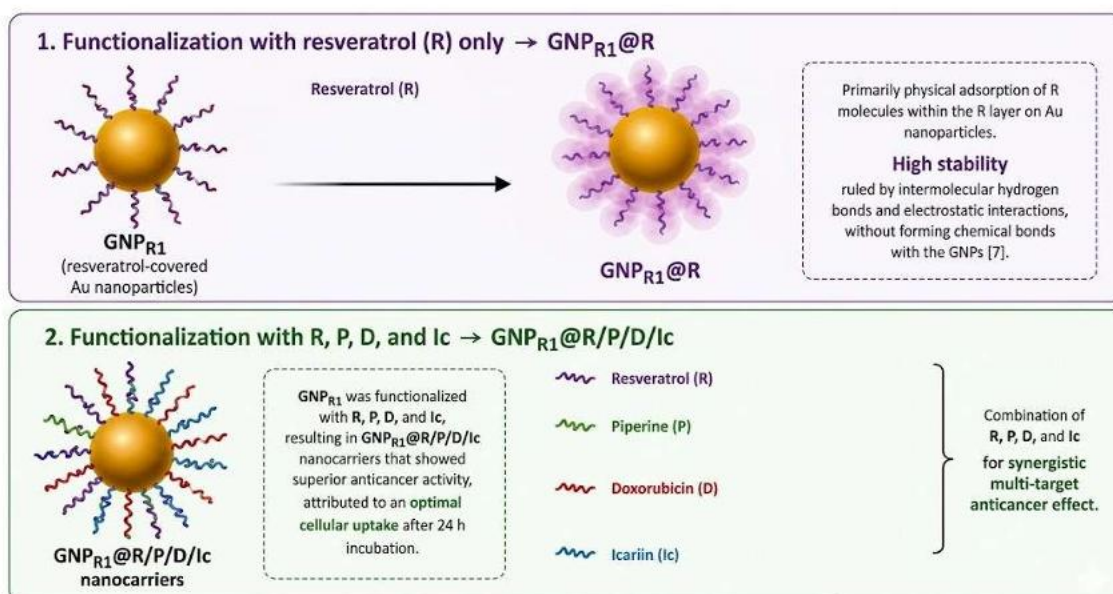 1. Functionalization with resveratrol (R) only → GNPR1@R
Resveratrol (R)
GNPR1
(resveratrol-covered
Au nanoparticles)
GNPR1@R
Primarily physical adsorption of R
molecules within the R layer on Au
nanoparticles.
High stability
ruled by intermolecular hydrogen
bonds and electrostatic interactions,
without forming chemical bonds
with the GNPs [7].
2. Functionalization with R, P, D, and Ic → GNPR1@R/P/D/Ic
GNPR1@R/P/D/Ic
nanocarriers
GNPR1 was functionalized
with R, P, D, and Ic,
resulting in GNPR1@R/P/D/Ic
nanocarriers that showed
superior anticancer activity,
attributed to an optimal
cellular uptake after 24 h
incubation.
Resveratrol (R)
Piperine (P)
Doxorubicin (D)
Icariin (Ic)
Combination of
R, P, D, and Ic
for synergistic
multi-target
anticancer effect.